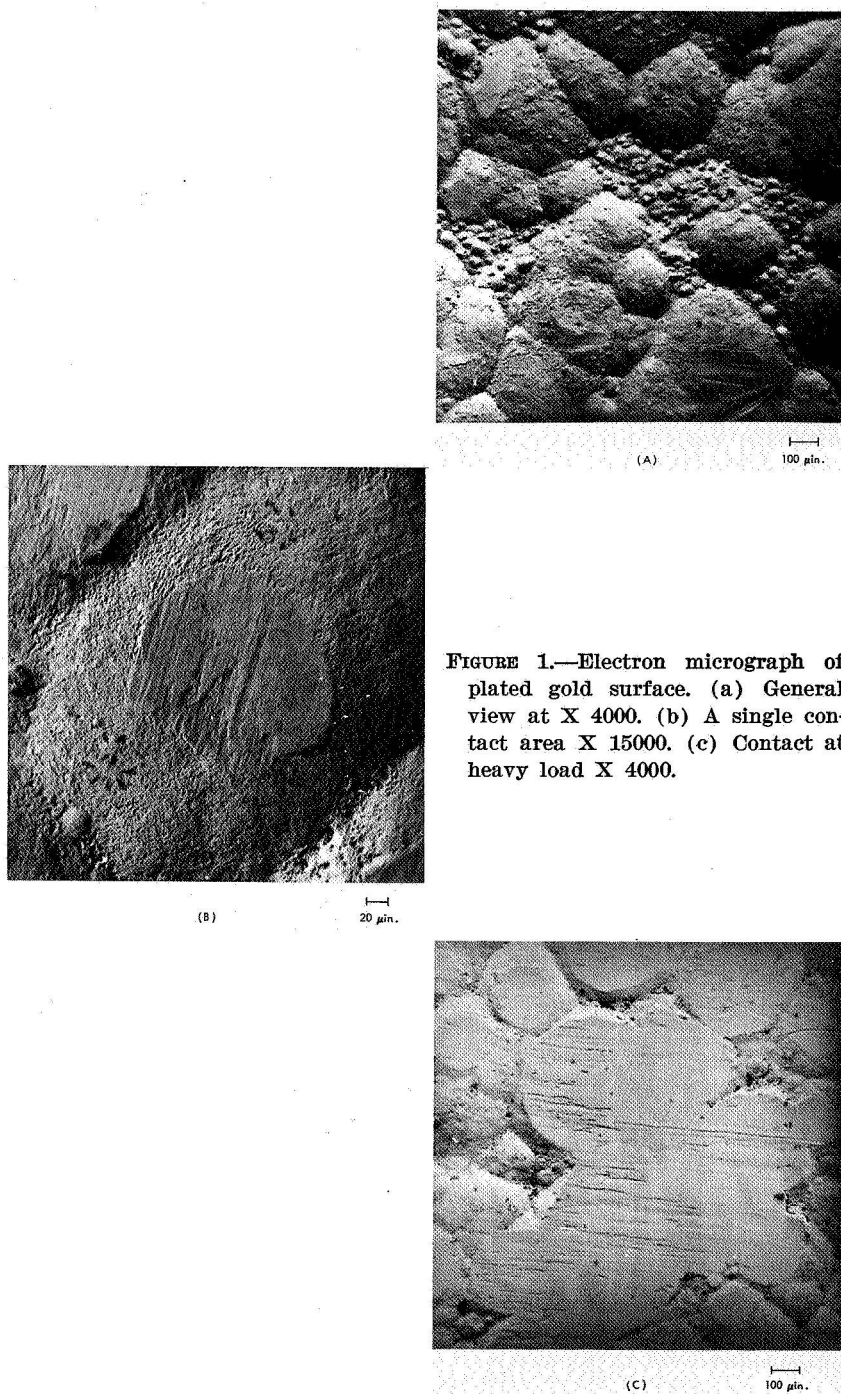 (A)
100 μin.
(B)
20 μin.
FIGURE 1.—Electron micrograph of
plated gold surface. (a) General
view at X 4000. (b) A single con-
tact area X 15000. (c) Contact at
heavy load X 4000.
(C)
100 μin.